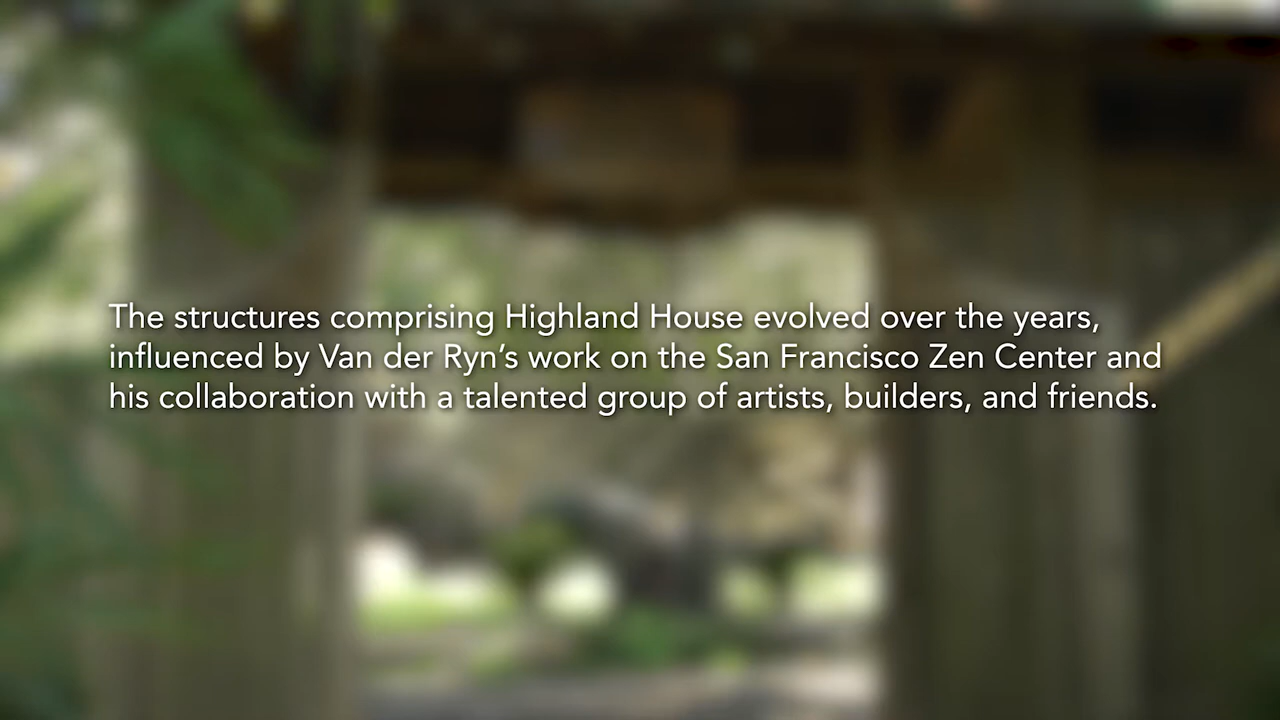 The structures comprising Highland House evolved over the years,
influenced by Van der Ryn’s work on the San Francisco Zen Center and
his collaboration with a talented group of artists, builders, and friends.